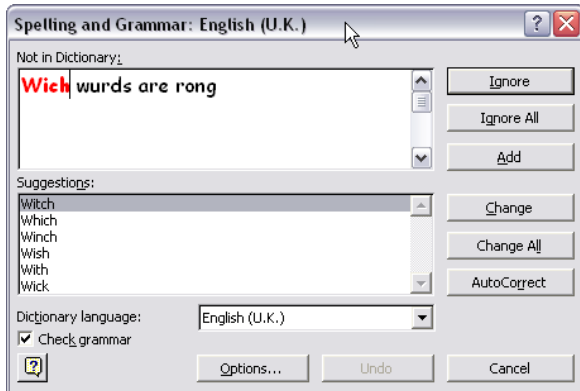 Spelling and Grammar: English (U.K.)
Not in Dictionary:
Wich wurds are rong
Ignore
Ignore All
Add
Suggestions:
Witch
Which
Winch
Wish
With
Wick
Change
Change All
AutoCorrect
Dictionary language: English (U.K.)
Check grammar
Options... Undo Cancel